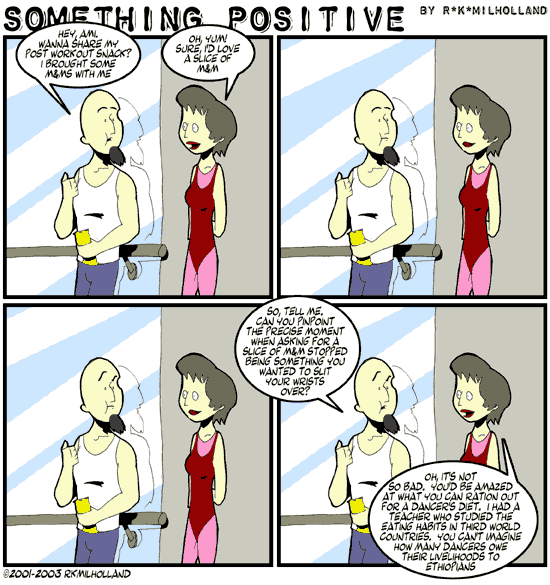 SOMETHING POSITIVE BY R*K*MILHOLLAND
HEY, AMI,
WANNA SHARE MY
POST WORKOUT SNACK?
I BROUGHT SOME
M&MS WITH ME
OH, YUM!
SURE, I'D LOVE
A SLICE OF
M&M
SO, TELL ME,
CAN YOU PINPOINT
THE PRECISE MOMENT
WHEN ASKING FOR A
SLICE OF M&M STOPPED
BEING SOMETHING YOU
WANTED TO SLIT
YOUR WRISTS
OVER?
OH, IT'S NOT
SO BAD. YOU'D BE AMAZED
AT WHAT YOU CAN RATION OUT
FOR A DANCER'S DIET. I HAD A
TEACHER WHO STUDIED THE
EATING HABITS IN THIRD WORLD
COUNTRIES. YOU CAN'T IMAGINE
HOW MANY DANCERS OWE
THEIR LIVELIHOODS TO
ETHIOPIANS
©2001-2003 RKMILHOLLAND